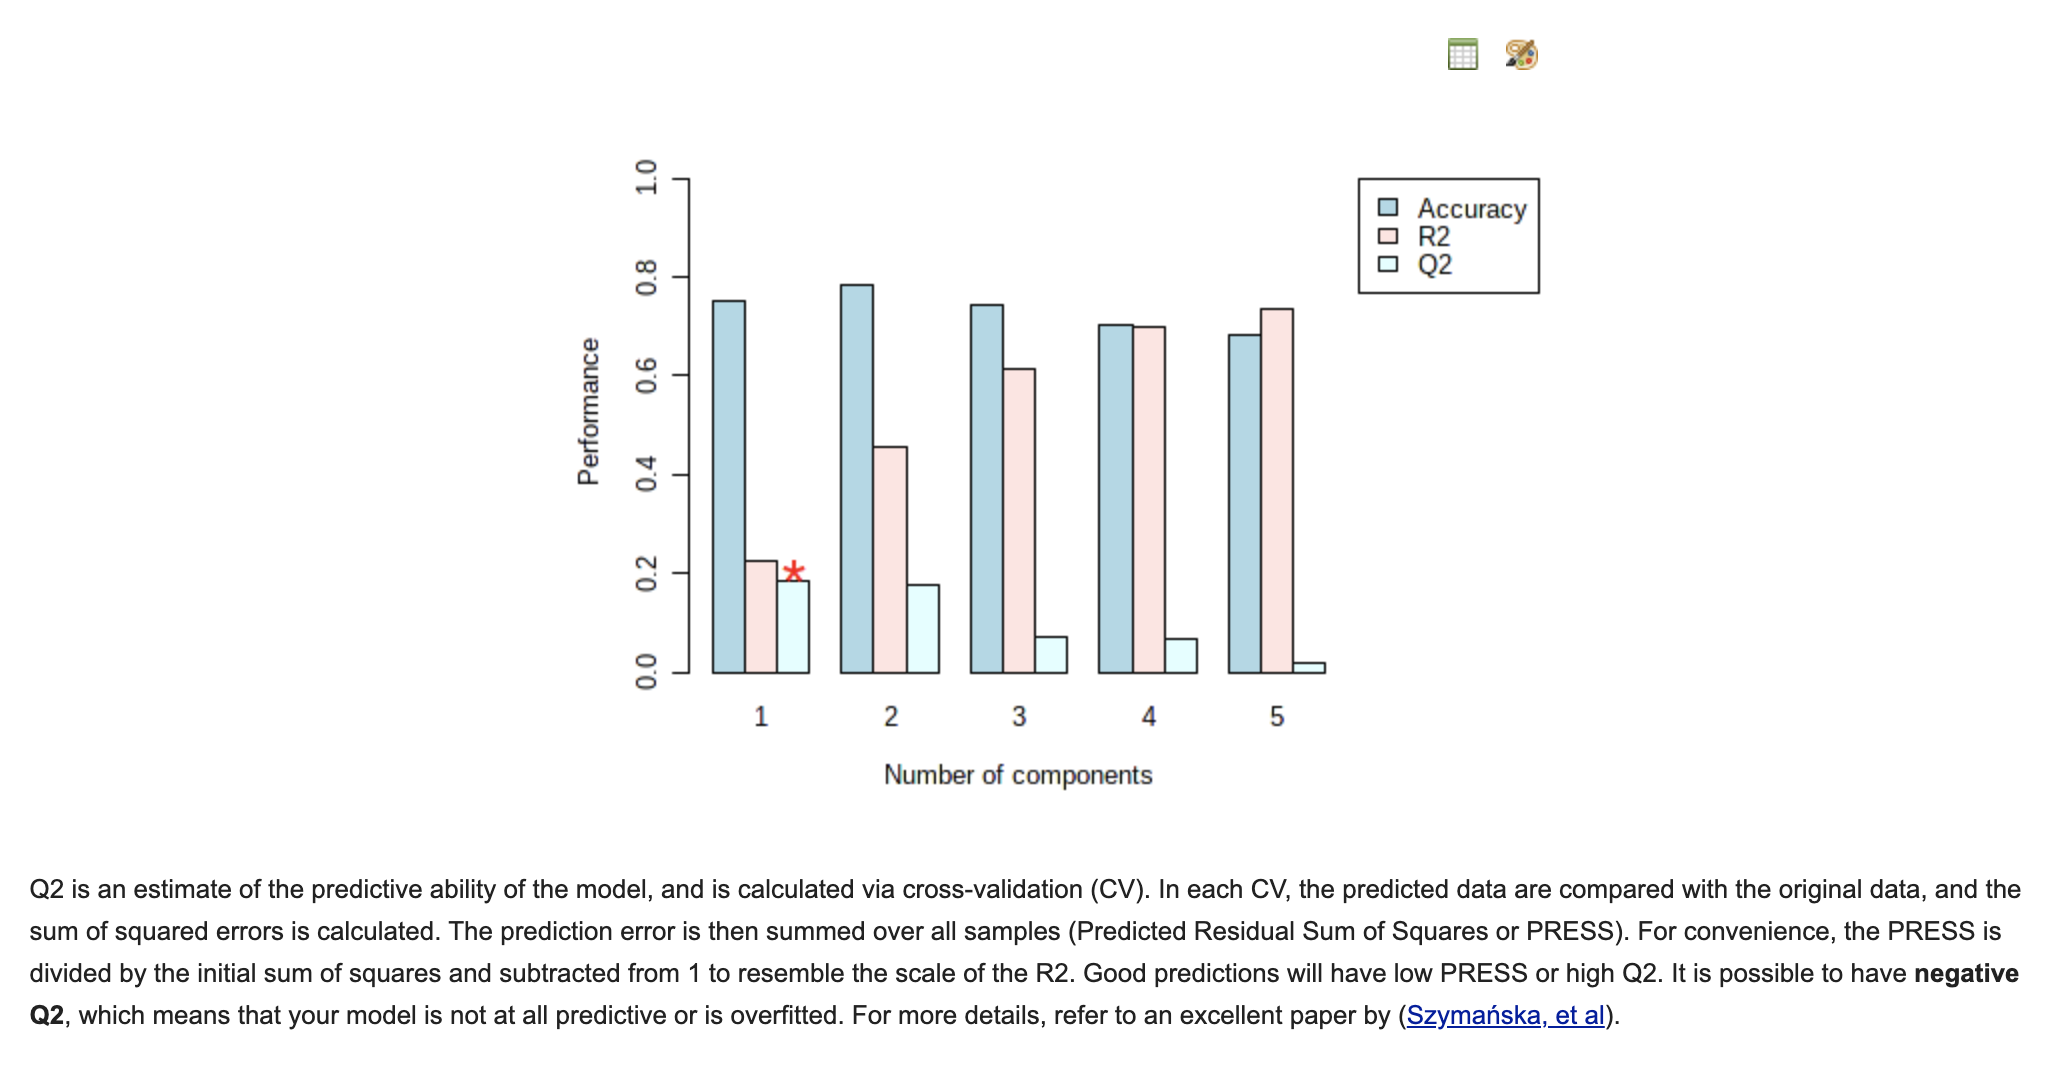 1.0
0.8
0.6
0.4
0.2
0.0
Performance
Accuracy
R2
Q2
*
1 2 3 4 5
Number of components
Q2 is an estimate of the predictive ability of the model, and is calculated via cross-validation (CV). In each CV, the predicted data are compared with the original data, and the
sum of squared errors is calculated. The prediction error is then summed over all samples (Predicted Residual Sum of Squares or PRESS). For convenience, the PRESS is
divided by the initial sum of squares and subtracted from 1 to resemble the scale of the R2. Good predictions will have low PRESS or high Q2. It is possible to have negative
Q2, which means that your model is not at all predictive or is overfitted. For more details, refer to an excellent paper by (Szymańska, et al).